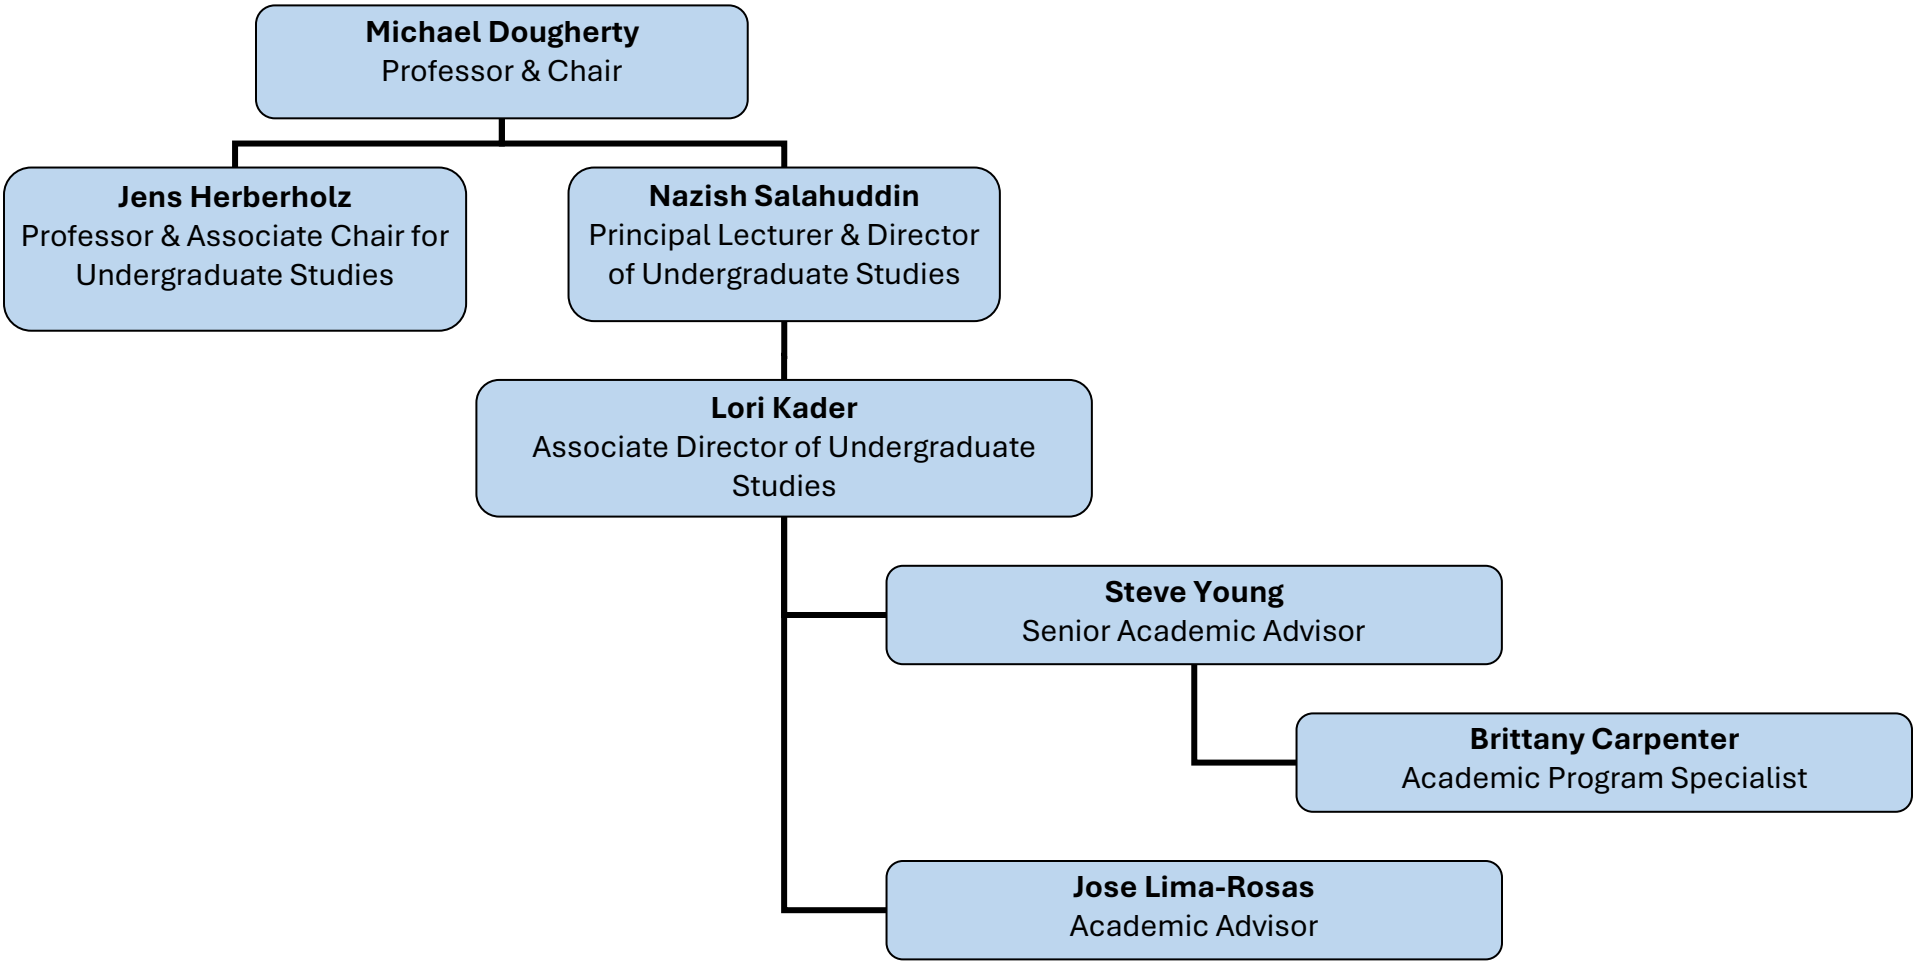 Michael Dougherty
Professor & Chair
Jens Herberholz
Professor & Associate Chair for
Undergraduate Studies
Nazish Salahuddin
Principal Lecturer & Director
of Undergraduate Studies
Lori Kader
Associate Director of Undergraduate
Studies
Steve Young
Senior Academic Advisor
Brittany Carpenter
Academic Program Specialist
Jose Lima-Rosas
Academic Advisor